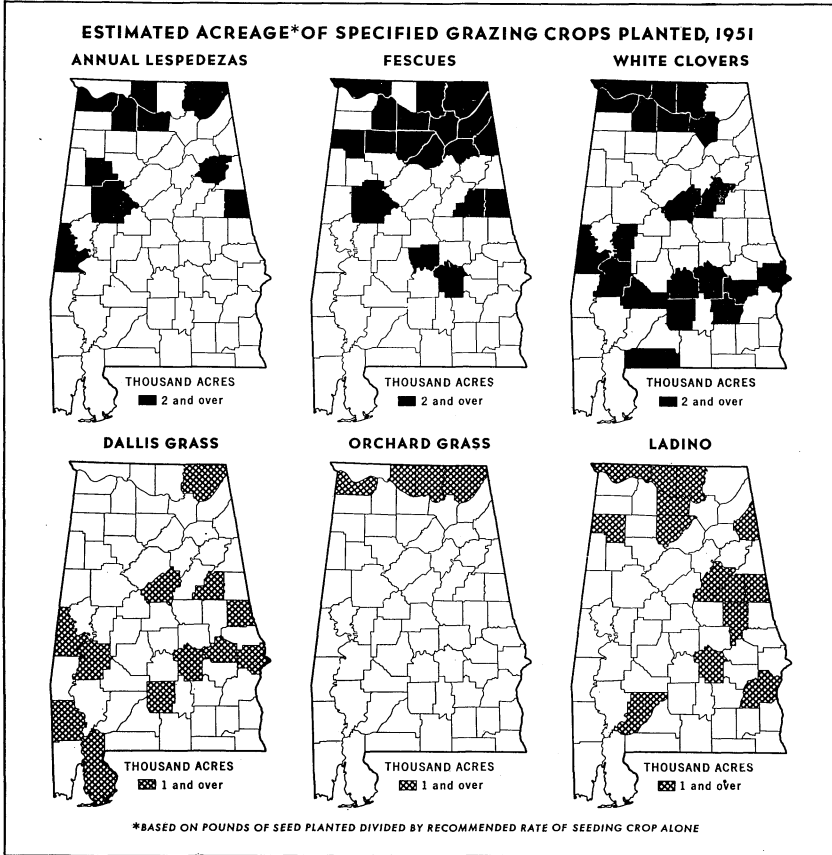 ESTIMATED ACREAGE*OF SPECIFIED GRAZING CROPS PLANTED, 1951
ANNUAL LESPEDEZAS
FESCUES
WHITE CLOVERS
THOUSAND ACRES
2 and over
THOUSAND ACRES
2 and over
THOUSAND ACRES
2 and over
DALLIS GRASS
ORCHARD GRASS
LADINO
THOUSAND ACRES
1 and over
THOUSAND ACRES
1 and over
THOUSAND ACRES
1 and over
*BASED ON POUNDS OF SEED PLANTED DIVIDED BY RECOMMENDED RATE OF SEEDING CROP ALONE